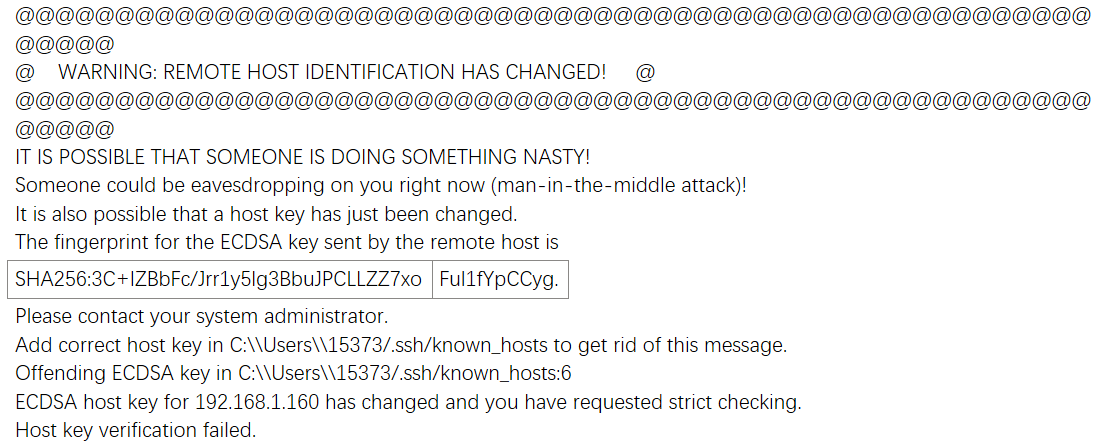 @@@@@@@@@@@@@@@@@@@@@@@@@@@@@@@@@@@@@@@@@@@@@@@@@@@@@@
@@@@@
@ WARNING: REMOTE HOST IDENTIFICATION HAS CHANGED! @
@@@@@@@@@@@@@@@@@@@@@@@@@@@@@@@@@@@@@@@@@@@@@@@@@@@@@@
@@@@@
IT IS POSSIBLE THAT SOMEONE IS DOING SOMETHING NASTY!
Someone could be eavesdropping on you right now (man-in-the-middle attack)!
It is also possible that a host key has just been changed.
The fingerprint for the ECDSA key sent by the remote host is
SHA256:3C+IZBbFc/Jrr1y5lg3BbuJPCLLZZ7xo FuI1fYpCCyg.
Please contact your system administrator.
Add correct host key in C:\\Users\\15373/.ssh/known_hosts to get rid of this message.
Offending ECDSA key in C:\\Users\\15373/.ssh/known_hosts:6
ECDSA host key for 192.168.1.160 has changed and you have requested strict checking.
Host key verification failed.